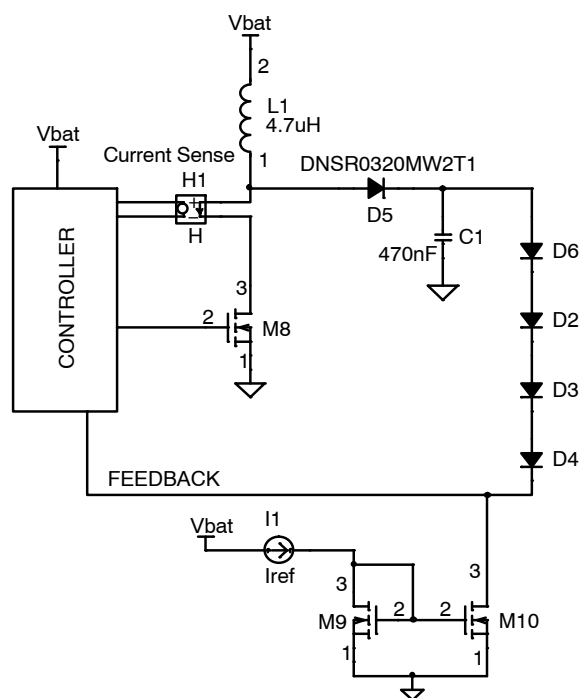 Vbat
2
L1
4.7uH
1
Vbat
Current Sense
H1
H
DNSR0320MW2T1
D5
C1
470nF
D6
D2
D3
D4
CONTROLLER
3
2
M8
1
FEEDBACK
Vbat
I1
Iref
3
3
M9
2
2
M10
1
1